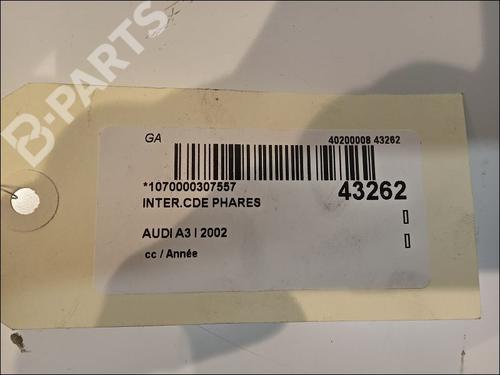 B-PARTS
GA
40200008 43262
*1070000307557
43262
INTER.CDE PHARES
AUDI A3 I 2002
cc / Année